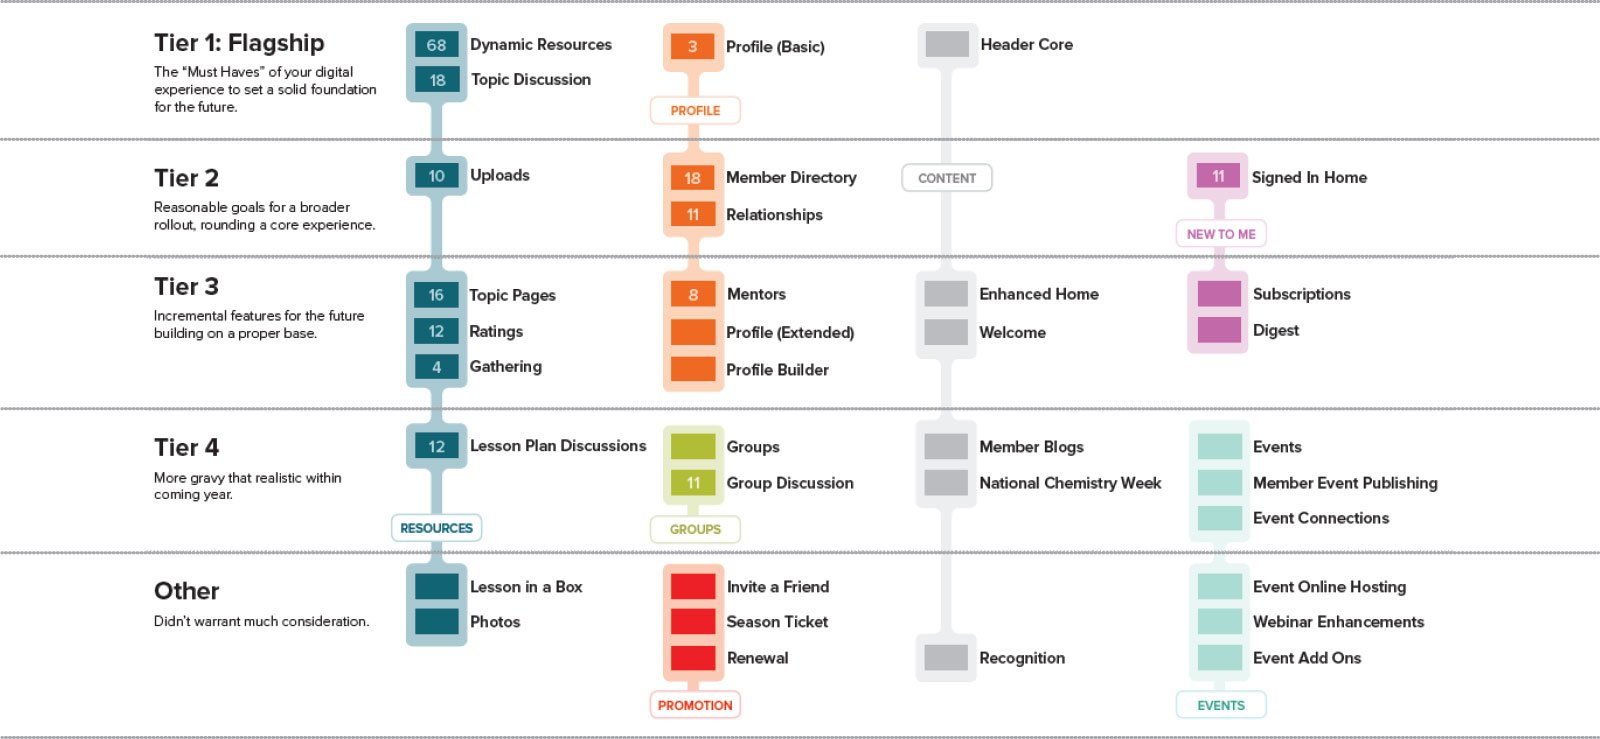 Tier 1: Flagship
The “Must Haves” of your digital
experience to set a solid foundation
for the future.
68 Dynamic Resources
18 Topic Discussion
3 Profile (Basic)
PROFILE
Header Core
Tier 2
Reasonable goals for a broader
rollout, rounding a core experience.
10 Uploads
18 Member Directory
11 Relationships
CONTENT
11 Signed In Home
NEW TO ME
Tier 3
Incremental features for the future
building on a proper base.
16 Topic Pages
12 Ratings
4 Gathering
8 Mentors
Profile (Extended)
Profile Builder
Enhanced Home
Welcome
Subscriptions
Digest
Tier 4
More gravy that realistic within
coming year.
12 Lesson Plan Discussions
RESOURCES
Groups
11 Group Discussion
GROUPS
Member Blogs
National Chemistry Week
Events
Member Event Publishing
Event Connections
Other
Didn’t warrant much consideration.
Lesson in a Box
Photos
Invite a Friend
Season Ticket
Renewal
PROMOTION
Recognition
Event Online Hosting
Webinar Enhancements
Event Add Ons
EVENTS